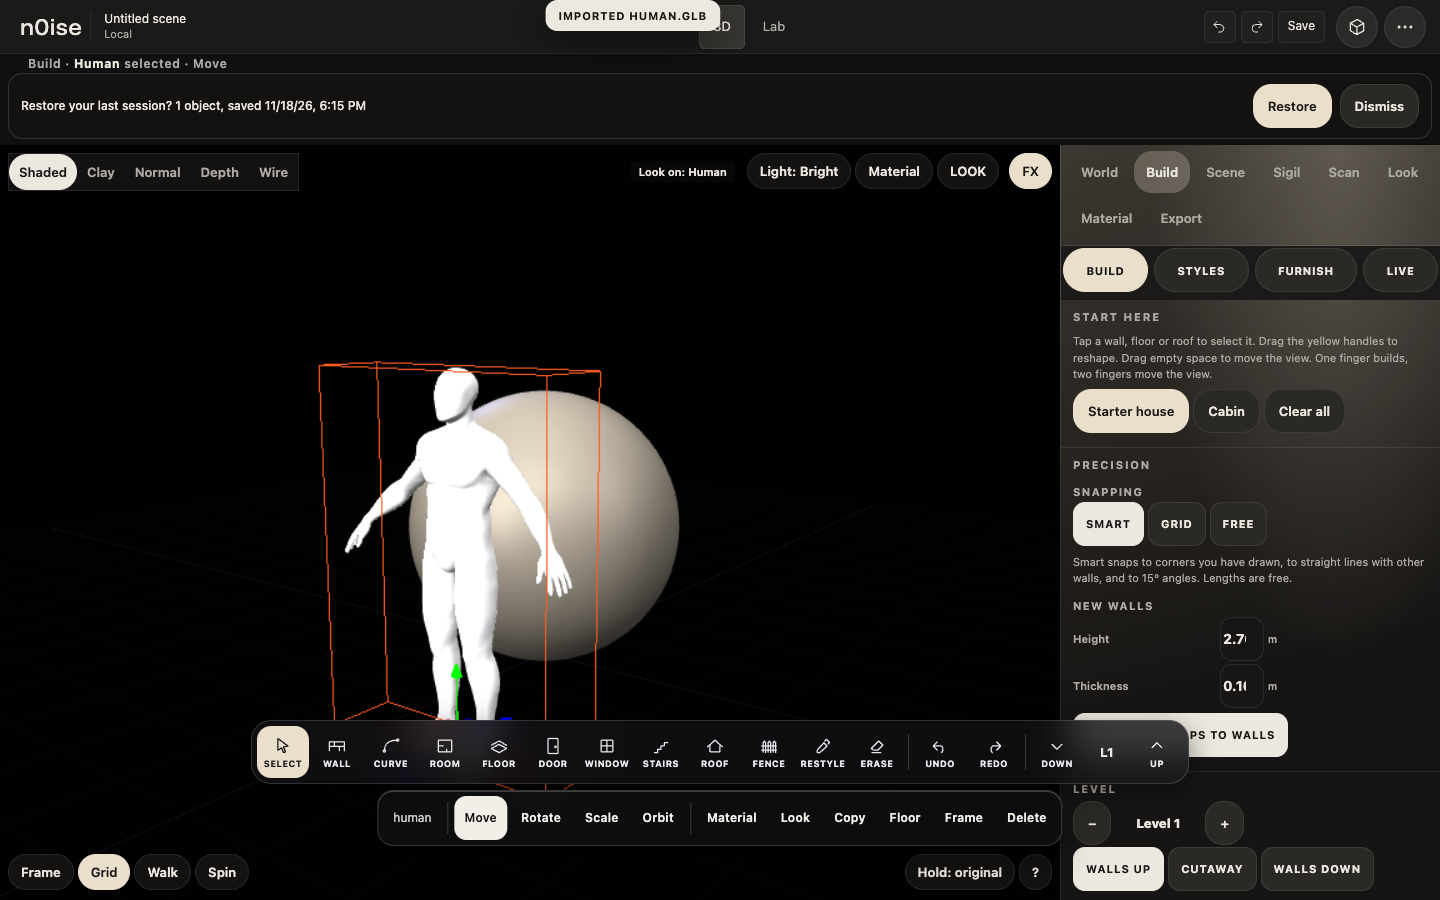 n0ise
Untitled scene
Local
IMPORTED HUMAN.GLB
Lab
Save
Build · Human selected · Move
Restore your last session? 1 object, saved 11/18/26, 6:15 PM
Restore
Dismiss
Shaded
Clay
Normal
Depth
Wire
Look on: Human
Light: Bright
Material
LOOK
FX
World
Build
Scene
Sigil
Scan
Look
Material
Export
BUILD
STYLES
FURNISH
LIVE
START HERE
Tap a wall, floor or roof to select it. Drag the yellow handles to
reshape. Drag empty space to move the view. One finger builds,
two fingers move the view.
Starter house
Cabin
Clear all
PRECISION
SNAPPING
SMART
GRID
FREE
Smart snaps to corners you have drawn, to straight lines with other
walls, and to 15° angles. Lengths are free.
NEW WALLS
Height
m
Thickness
m
TO WALLS
LEVEL
−
Level 1
+
WALLS UP
CUTAWAY
WALLS DOWN
SELECT
WALL
CURVE
ROOM
FLOOR
DOOR
WINDOW
STAIRS
ROOF
FENCE
RESTYLE
ERASE
UNDO
REDO
DOWN
L1
UP
human
Move
Rotate
Scale
Orbit
Material
Look
Copy
Floor
Frame
Delete
Frame
Grid
Walk
Spin
Hold: original
?